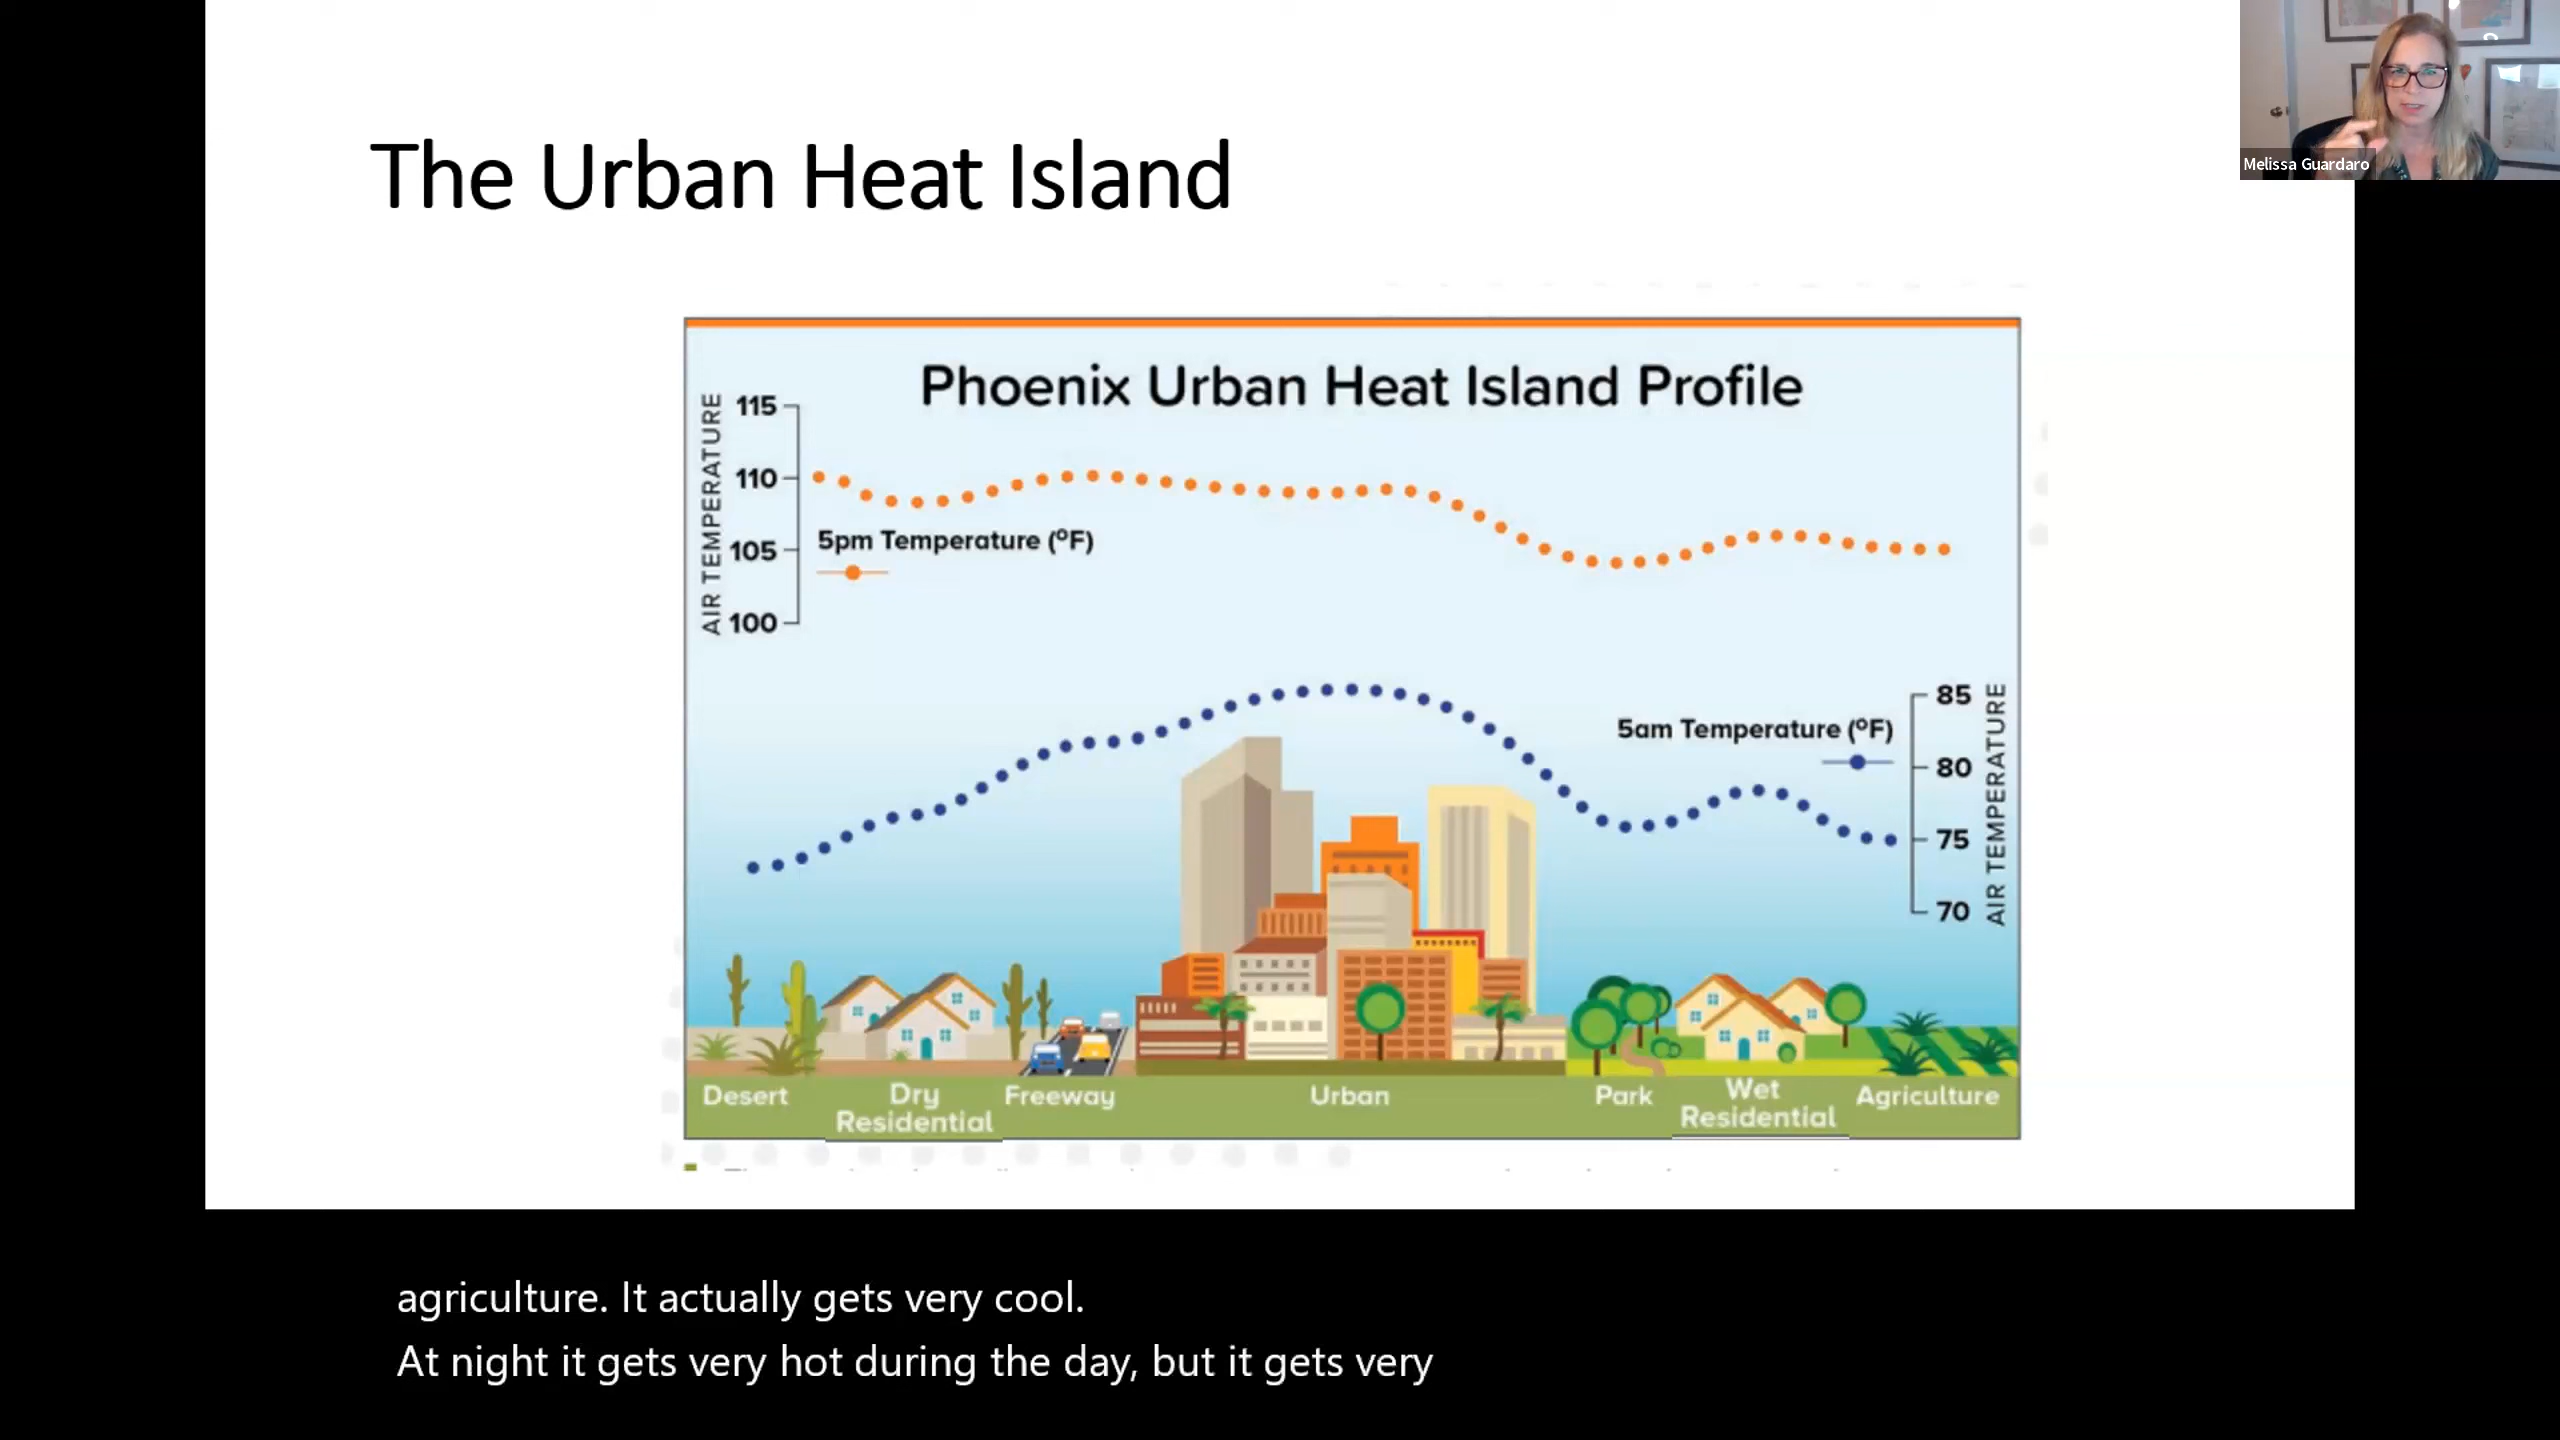 The Urban Heat Island
Melissa Guardaro
Phoenix Urban Heat Island Profile
AIR TEMPERATURE
115
110
105
100
5pm Temperature (ºF)
5am Temperature (ºF)
85
80
75
70
AIR TEMPERATURE
Desert
Dry
Residential
Freeway
Urban
Park
Wet
Residential
Agriculture
agriculture. It actually gets very cool.
At night it gets very hot during the day, but it gets very